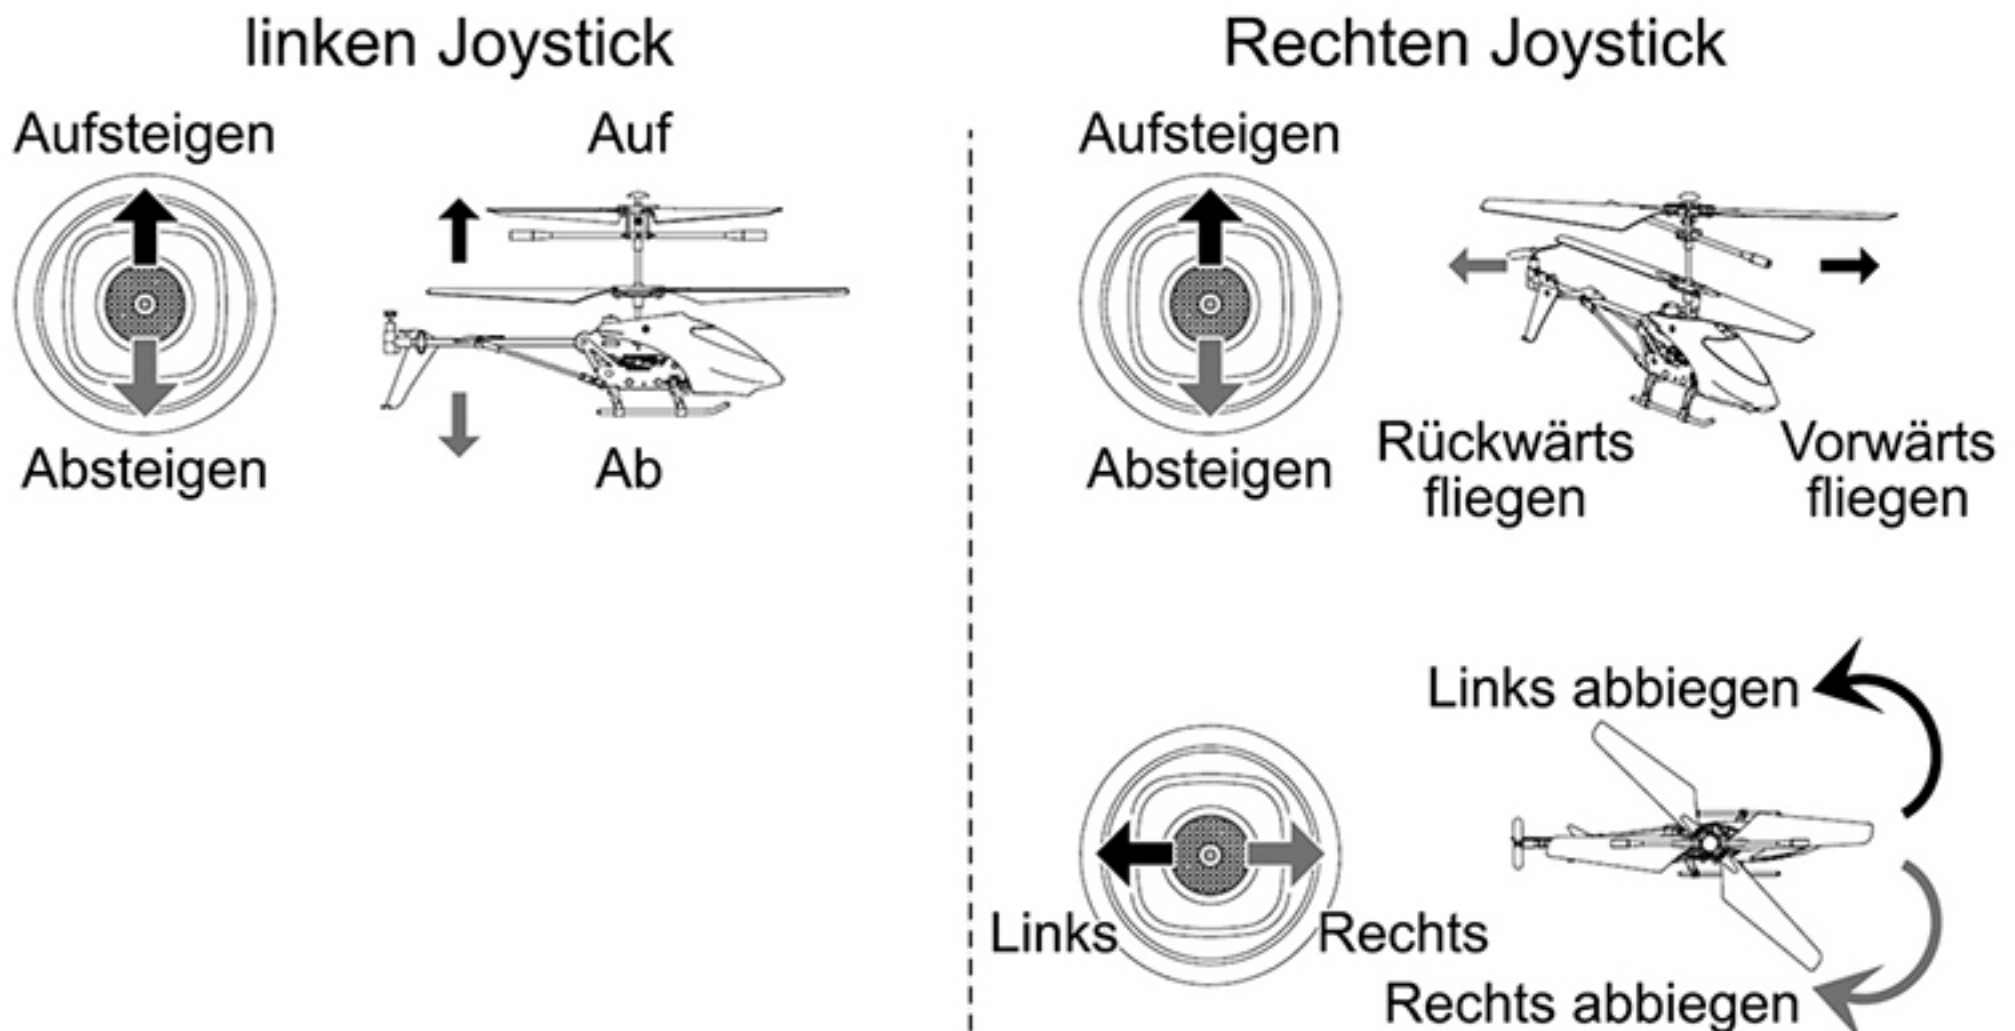 linken Joystick
Aufsteigen
Auf
Absteigen
Ab
Rechten Joystick
Aufsteigen
Absteigen
Rückwärts
fliegen
Vorwärts
fliegen
Links abbiegen
Links
Rechts
Rechts abbiegen